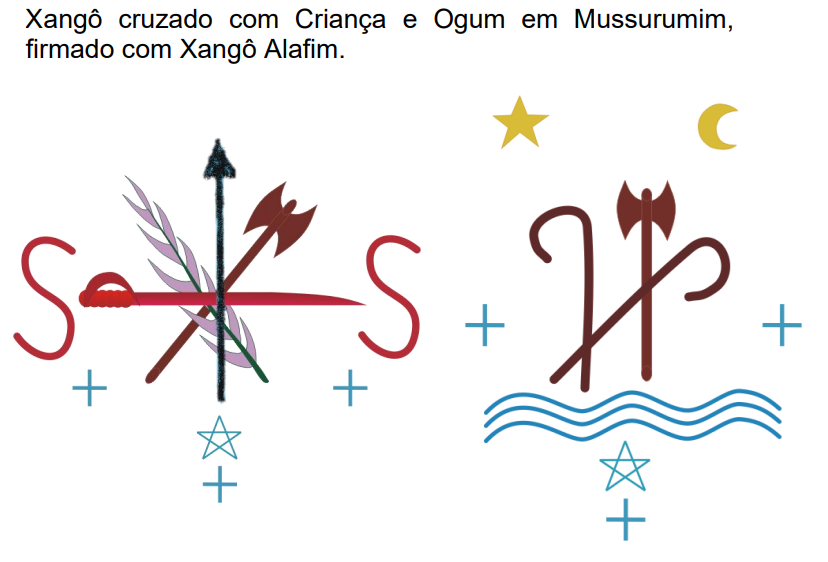 Xangô cruzado com Criança e Ogum em Mussurumim,
firmado com Xangô Alafim.